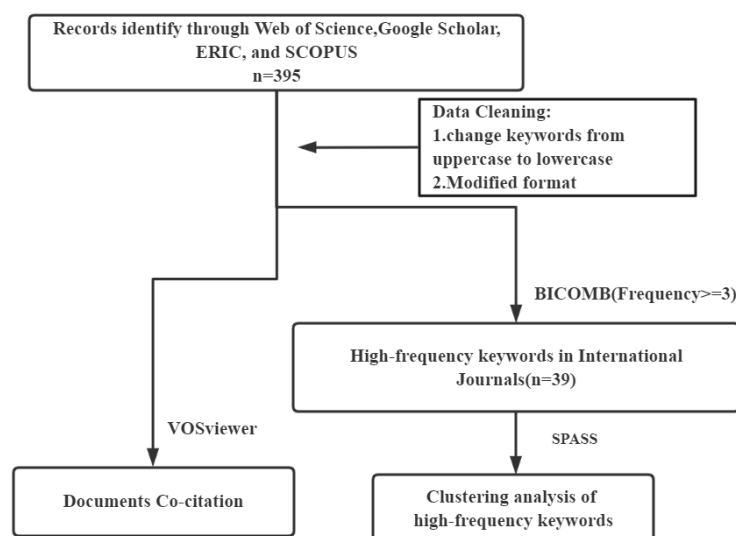 Records identify through Web of Science,Google Scholar,
ERIC, and SCOPUS
n=395
Data Cleaning:
1.change keywords from
uppercase to lowercase
2.Modified format
BICOMB(Frequency>=3)
High-frequency keywords in International
Journals(n=39)
VOSviewer
SPASS
Documents Co-citation
Clustering analysis of
high-frequency keywords